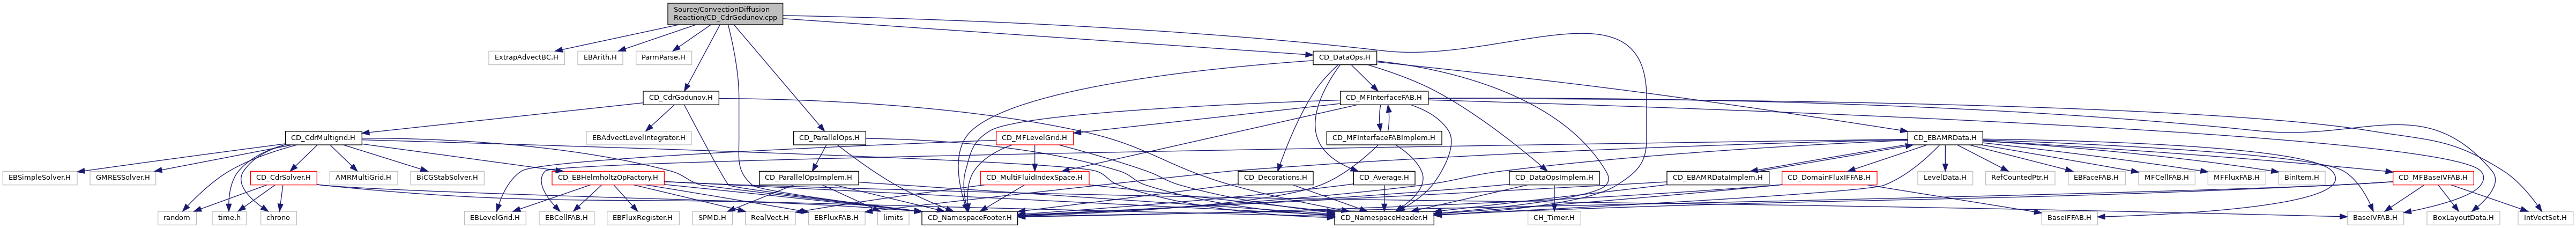 Source/ConvectionDiffusion
Reaction/CD_CdrGodunov.cpp
ExtrapAdvectBC.H
EBArith.H
ParmParse.H
CD_DataOps.H
CD_CdrGodunov.H
CD_MFInterfaceFAB.H
CD_CdrMultigrid.H
EBAdvectLevelIntegrator.H
CD_ParallelOps.H
CD_MFLevelGrid.H
CD_MFInterfaceFABImplem.H
CD_EBAMRData.H
EBSimpleSolver.H
GMRESSolver.H
CD_CdrSolver.H
AMRMultiGrid.H
BiCGStabSolver.H
CD_EBHelmholtzOpFactory.H
CD_ParallelOpsImplem.H
CD_MultiFluidIndexSpace.H
CD_Decorations.H
CD_Average.H
CD_DataOpsImplem.H
CD_EBAMRDataImplem.H
CD_DomainFluxIFFAB.H
LevelData.H
RefCountedPtr.H
EBFaceFAB.H
MFCellFAB.H
MFFluxFAB.H
BinItem.H
CD_MFBaseIVFAB.H
random
time.h
chrono
EBLevelGrid.H
EBCellFAB.H
EBFluxRegister.H
SPMD.H
RealVect.H
EBFluxFAB.H
limits
CD_NamespaceFooter.H
CD_NamespaceHeader.H
CH_Timer.H
BaseIFFAB.H
BaseIVFAB.H
BoxLayoutData.H
IntVectSet.H